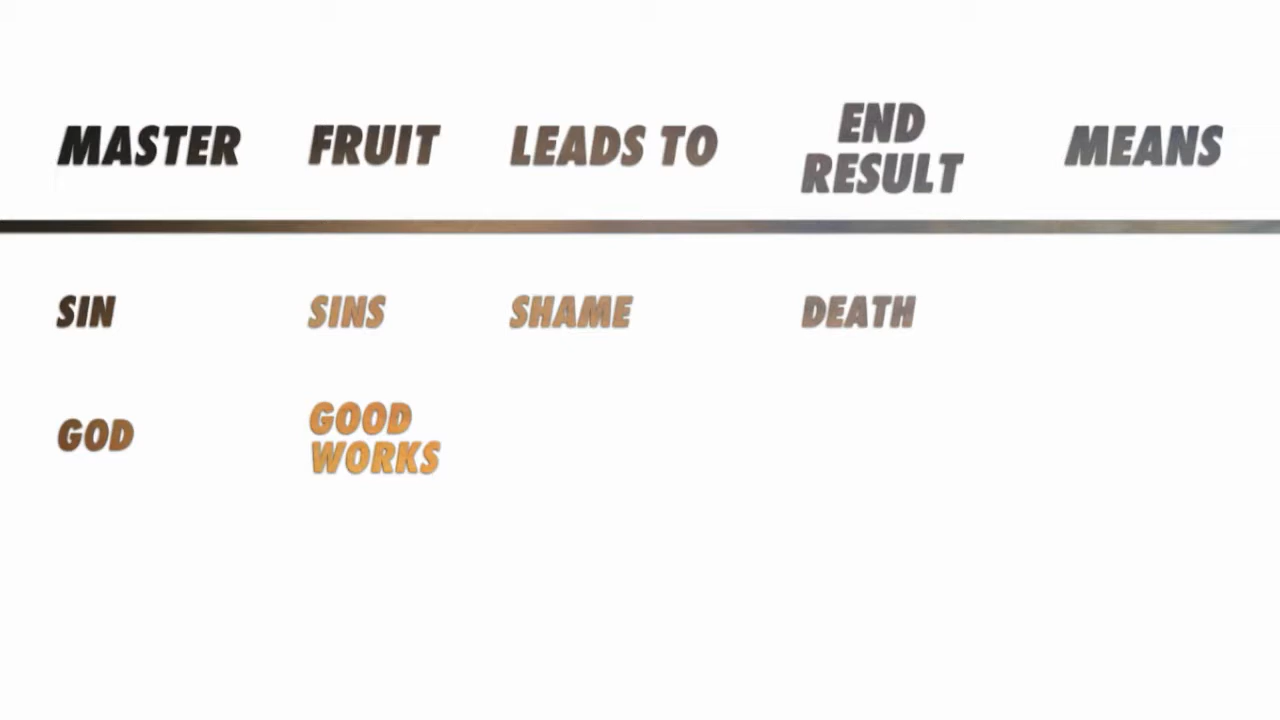 MASTER FRUIT LEADS TO END RESULT MEANS
SIN SINS SHAME DEATH
GOD GOOD WORKS